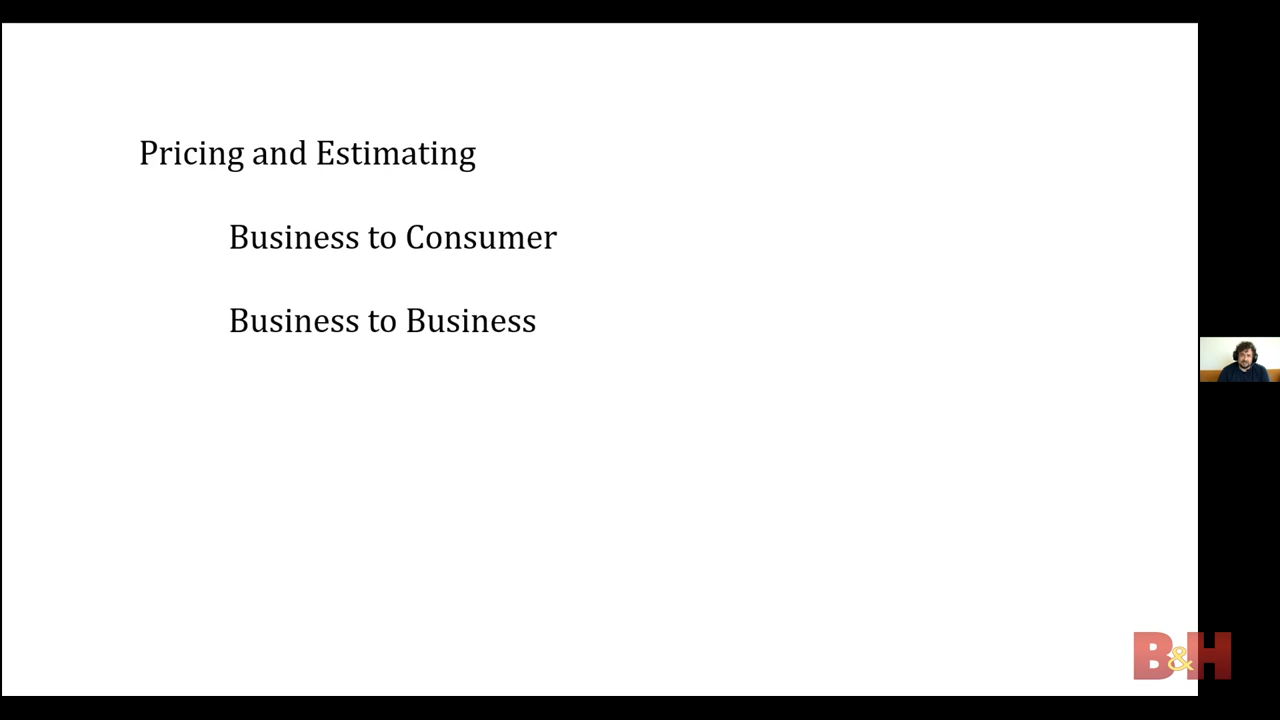 Pricing and Estimating
Business to Consumer
Business to Business
B&H